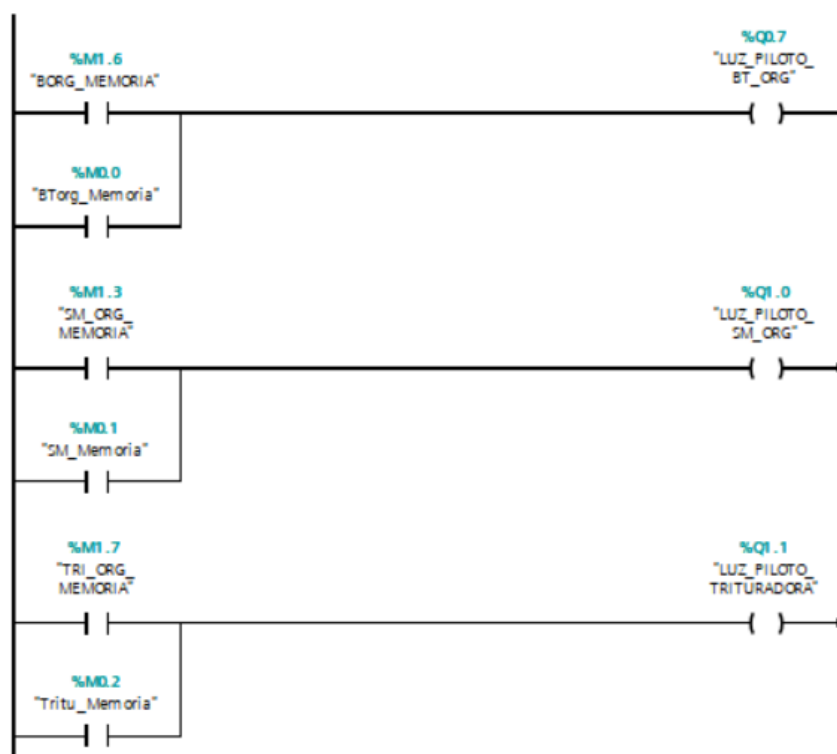 %M1.6
"BORG_MEMORIA"
%Q0.7
"LUZ_PILOTO_
BT_ORG"
%M0.0
"BTorg_Memoria"
%M1.3
"SM_ORG_
MEMORIA"
%Q1.0
"LUZ_PILOTO_
SM_ORG"
%M0.1
"SM_Memoria"
%M1.7
"TRI_ORG_
MEMORIA"
%Q1.1
"LUZ_PILOTO_
TRITURADORA"
%M0.2
"Tritu_Memoria"